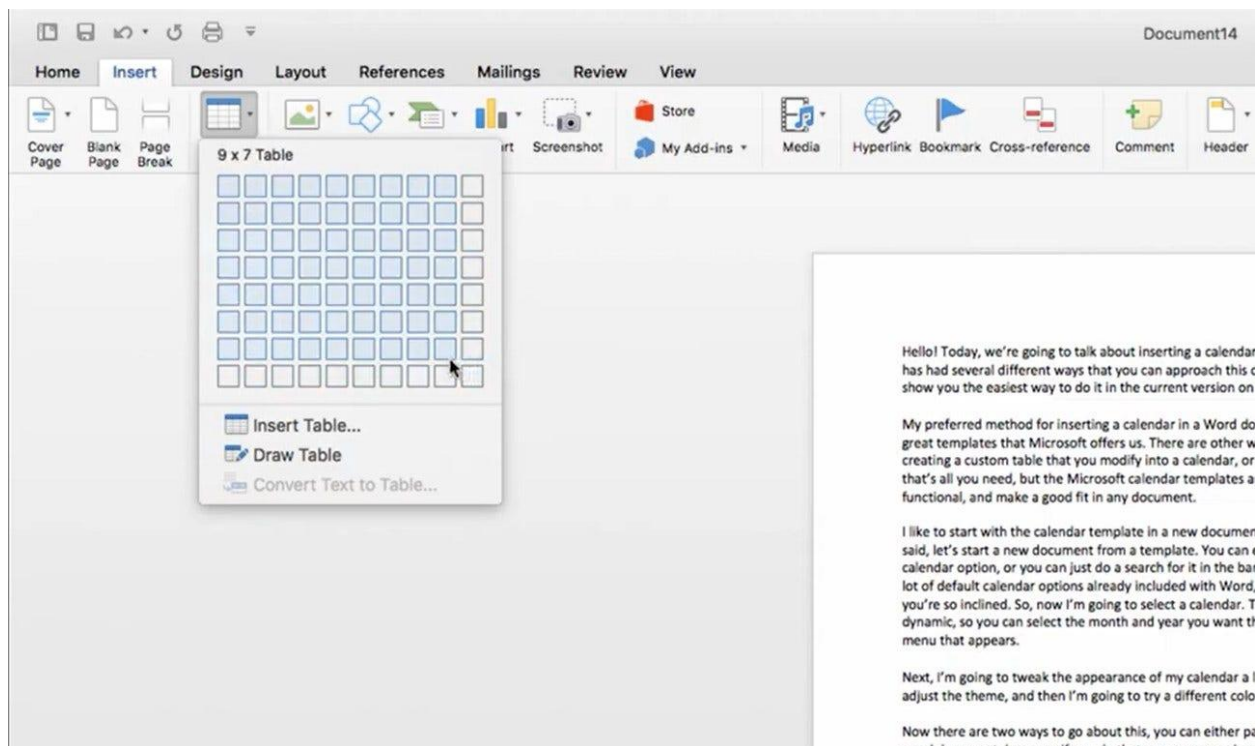 Document14
Home Insert Design Layout References Mailings Review View
Cover Page
Blank Page
Page Break
Screenshot
Store
My Add-ins
Media
Hyperlink
Bookmark
Cross-reference
Comment
Header
9 x 7 Table
Insert Table...
Draw Table
Convert Text to Table...
Hello! Today, we're going to talk about inserting a calendar
has had several different ways that you can approach this
show you the easiest way to do it in the current version on
My preferred method for inserting a calendar in a Word
great templates that Microsoft offers us. There are other
creating a custom table that you modify into a calendar, or
that's all you need, but the Microsoft calendar templates
functional, and make a good fit in any document.
I like to start with the calendar template in a new
said, let's start a new document from a template. You can
calendar option, or you can just do a search for it in the
lot of default calendar options already included with Word,
you're so inclined. So, now I'm going to select a calendar.
dynamic, so you can select the month and year you want
menu that appears.
Next, I'm going to tweak the appearance of my calendar a
adjust the theme, and then I'm going to try a different
Now there are two ways to go about this, you can either